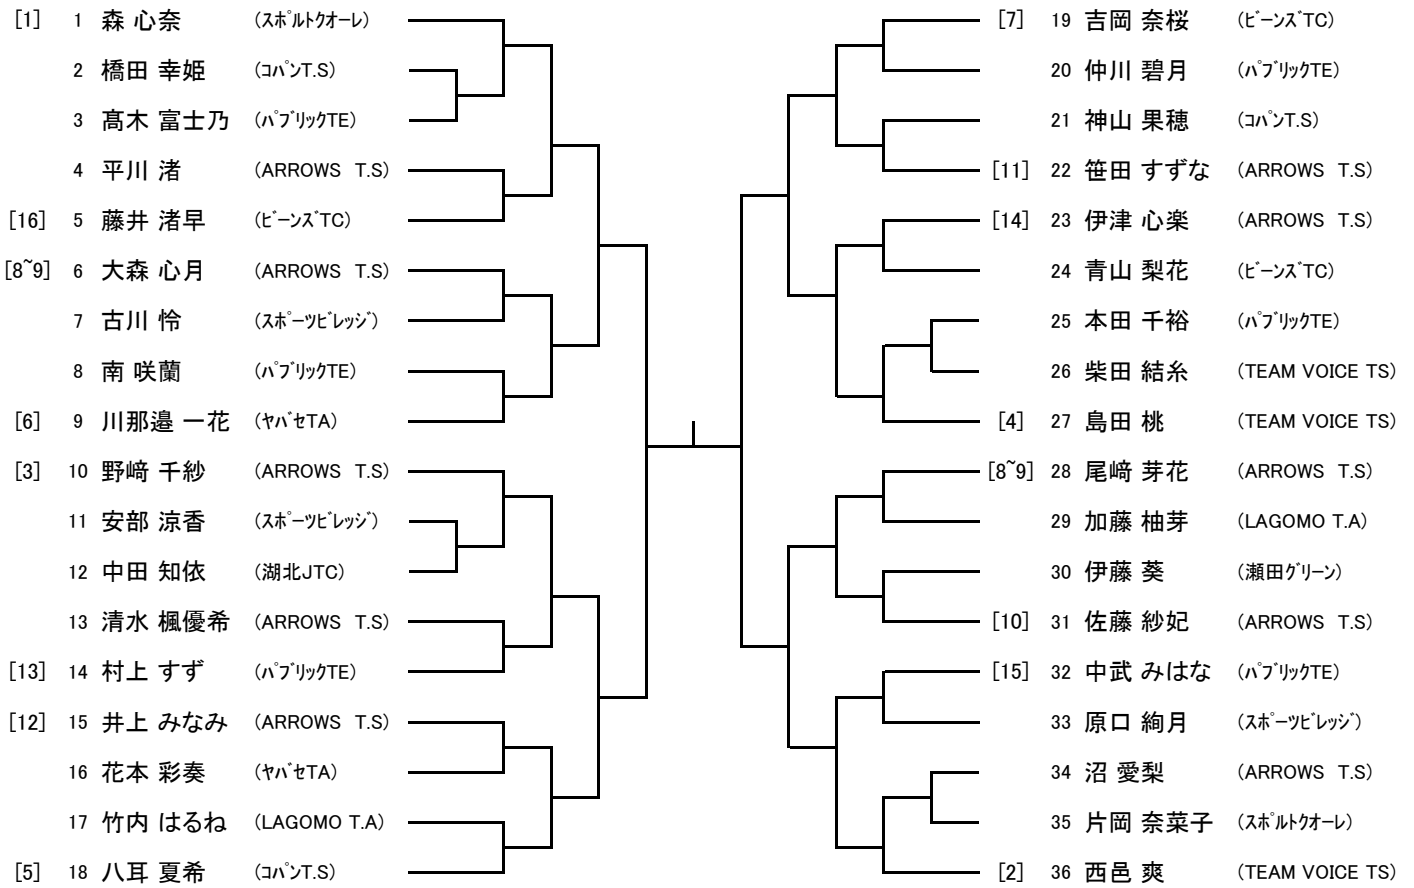 [1] 1 森 心奈 (ｽﾎﾟﾙﾄｸｵｰﾚ)
2 橋田 幸姫 (ｺﾊﾟﾝT.S)
3 髙木 富士乃 (ﾊﾟﾌﾞﾘｯｸTE)
4 平川 渚 (ARROWS T.S)
[16] 5 藤井 渚早 (ﾋﾞｰﾝｽﾞTC)
[8~9] 6 大森 心月 (ARROWS T.S)
7 古川 怜 (ｽﾎﾟｰﾂﾋﾞﾚｯｼﾞ)
8 南 咲蘭 (ﾊﾟﾌﾞﾘｯｸTE)
[6] 9 川那邉 一花 (ﾔﾊﾞｾTA)
[3] 10 野﨑 千紗 (ARROWS T.S)
11 安部 涼香 (ｽﾎﾟｰﾂﾋﾞﾚｯｼﾞ)
12 中田 知依 (湖北JTC)
13 清水 楓優希 (ARROWS T.S)
[13] 14 村上 すず (ﾊﾟﾌﾞﾘｯｸTE)
[12] 15 井上 みなみ (ARROWS T.S)
16 花本 彩奏 (ﾔﾊﾞｾTA)
17 竹内 はるね (LAGOMO T.A)
[5] 18 八耳 夏希 (ｺﾊﾟﾝT.S)
[7] 19 吉岡 奈桜 (ﾋﾞｰﾝｽﾞTC)
20 仲川 碧月 (ﾊﾟﾌﾞﾘｯｸTE)
21 神山 果穂 (ｺﾊﾟﾝT.S)
[11] 22 笹田 すずな (ARROWS T.S)
[14] 23 伊津 心楽 (ARROWS T.S)
24 青山 梨花 (ﾋﾞｰﾝｽﾞTC)
25 本田 千裕 (ﾊﾟﾌﾞﾘｯｸTE)
26 柴田 結糸 (TEAM VOICE TS)
[4] 27 島田 桃 (TEAM VOICE TS)
[8~9] 28 尾﨑 芽花 (ARROWS T.S)
29 加藤 柚芽 (LAGOMO T.A)
30 伊藤 葵 (瀬田ｸﾞﾘｰﾝ)
[10] 31 佐藤 紗妃 (ARROWS T.S)
[15] 32 中武 みはな (ﾊﾟﾌﾞﾘｯｸTE)
33 原口 絢月 (ｽﾎﾟｰﾂﾋﾞﾚｯｼﾞ)
34 沼 愛梨 (ARROWS T.S)
35 片岡 奈菜子 (ｽﾎﾟﾙﾄｸｵｰﾚ)
[2] 36 西邑 爽 (TEAM VOICE TS)